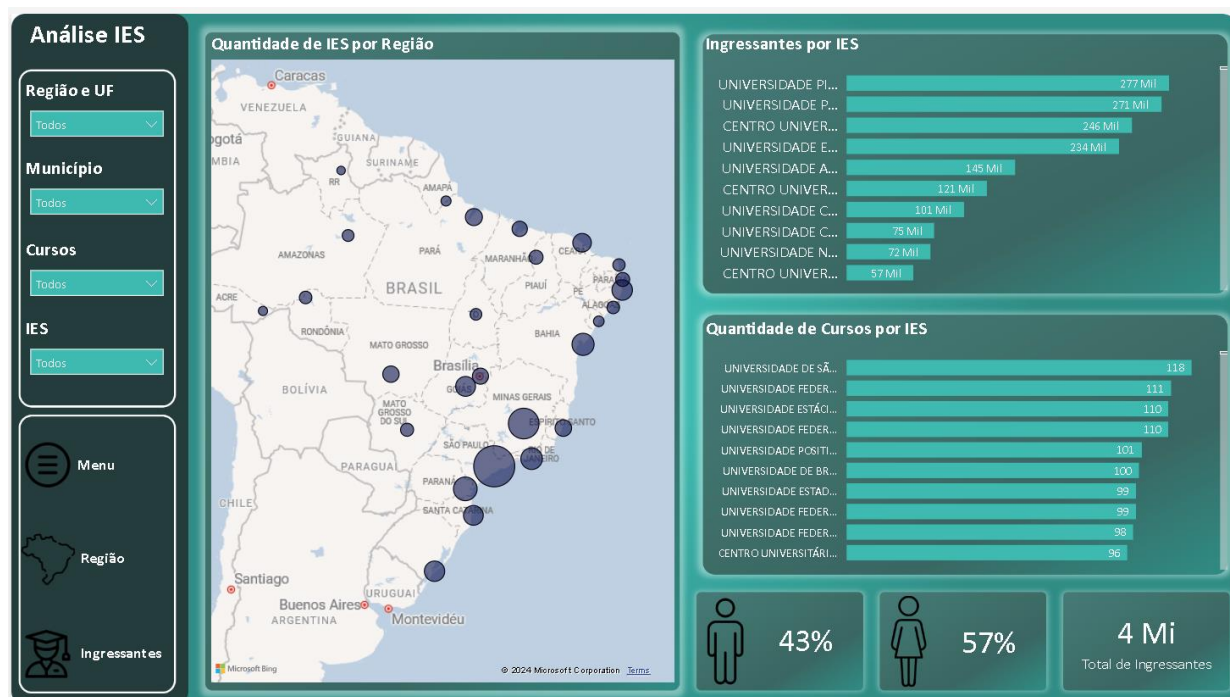 Análise IES
Região e UF
Todos
Município
Todos
Cursos
Todos
IES
Todos
Menu
Região
Ingressantes
Quantidade de IES por Região
Caracas
VENEZUELA
GUIANA
SURINAME
RR
AMAPÁ
AMAZONAS
PARÁ
MARANHÃO
CEARÁ
BRASIL
PIAUÍ
PE
ACRE
RONDÔNIA
TO
BAHIA
MATO GROSSO
Brasília
GOIÁS
BOLÍVIA
MINAS GERAIS
MATO
GROSSO
DO SUL
ESPÍRITO SANTO
SÃO PAULO
RIO DE
JANEIRO
PARAGUAI
PARANÁ
CHILE
SANTA CATARINA
Santiago
URUGUAI
Buenos Aires
ARGENTINA
Montevidéu
Microsoft Bing
© 2024 Microsoft Corporation Terms
Ingressantes por IES
UNIVERSIDADE PI... 277 Mil
UNIVERSIDADE P... 271 Mil
CENTRO UNIVER... 246 Mil
UNIVERSIDADE E... 234 Mil
UNIVERSIDADE A... 145 Mil
CENTRO UNIVER... 121 Mil
UNIVERSIDADE C... 101 Mil
UNIVERSIDADE C... 75 Mil
UNIVERSIDADE N... 72 Mil
CENTRO UNIVER... 57 Mil
Quantidade de Cursos por IES
UNIVERSIDADE DE SÃ... 118
UNIVERSIDADE FEDER... 111
UNIVERSIDADE ESTÁCI... 110
UNIVERSIDADE FEDER... 110
UNIVERSIDADE POSITI... 101
UNIVERSIDADE DE BR... 100
UNIVERSIDADE ESTAD... 99
UNIVERSIDADE FEDER... 99
UNIVERSIDADE FEDER... 98
CENTRO UNIVERSITÁRI... 96
43%
57%
4 Mi
Total de Ingressantes